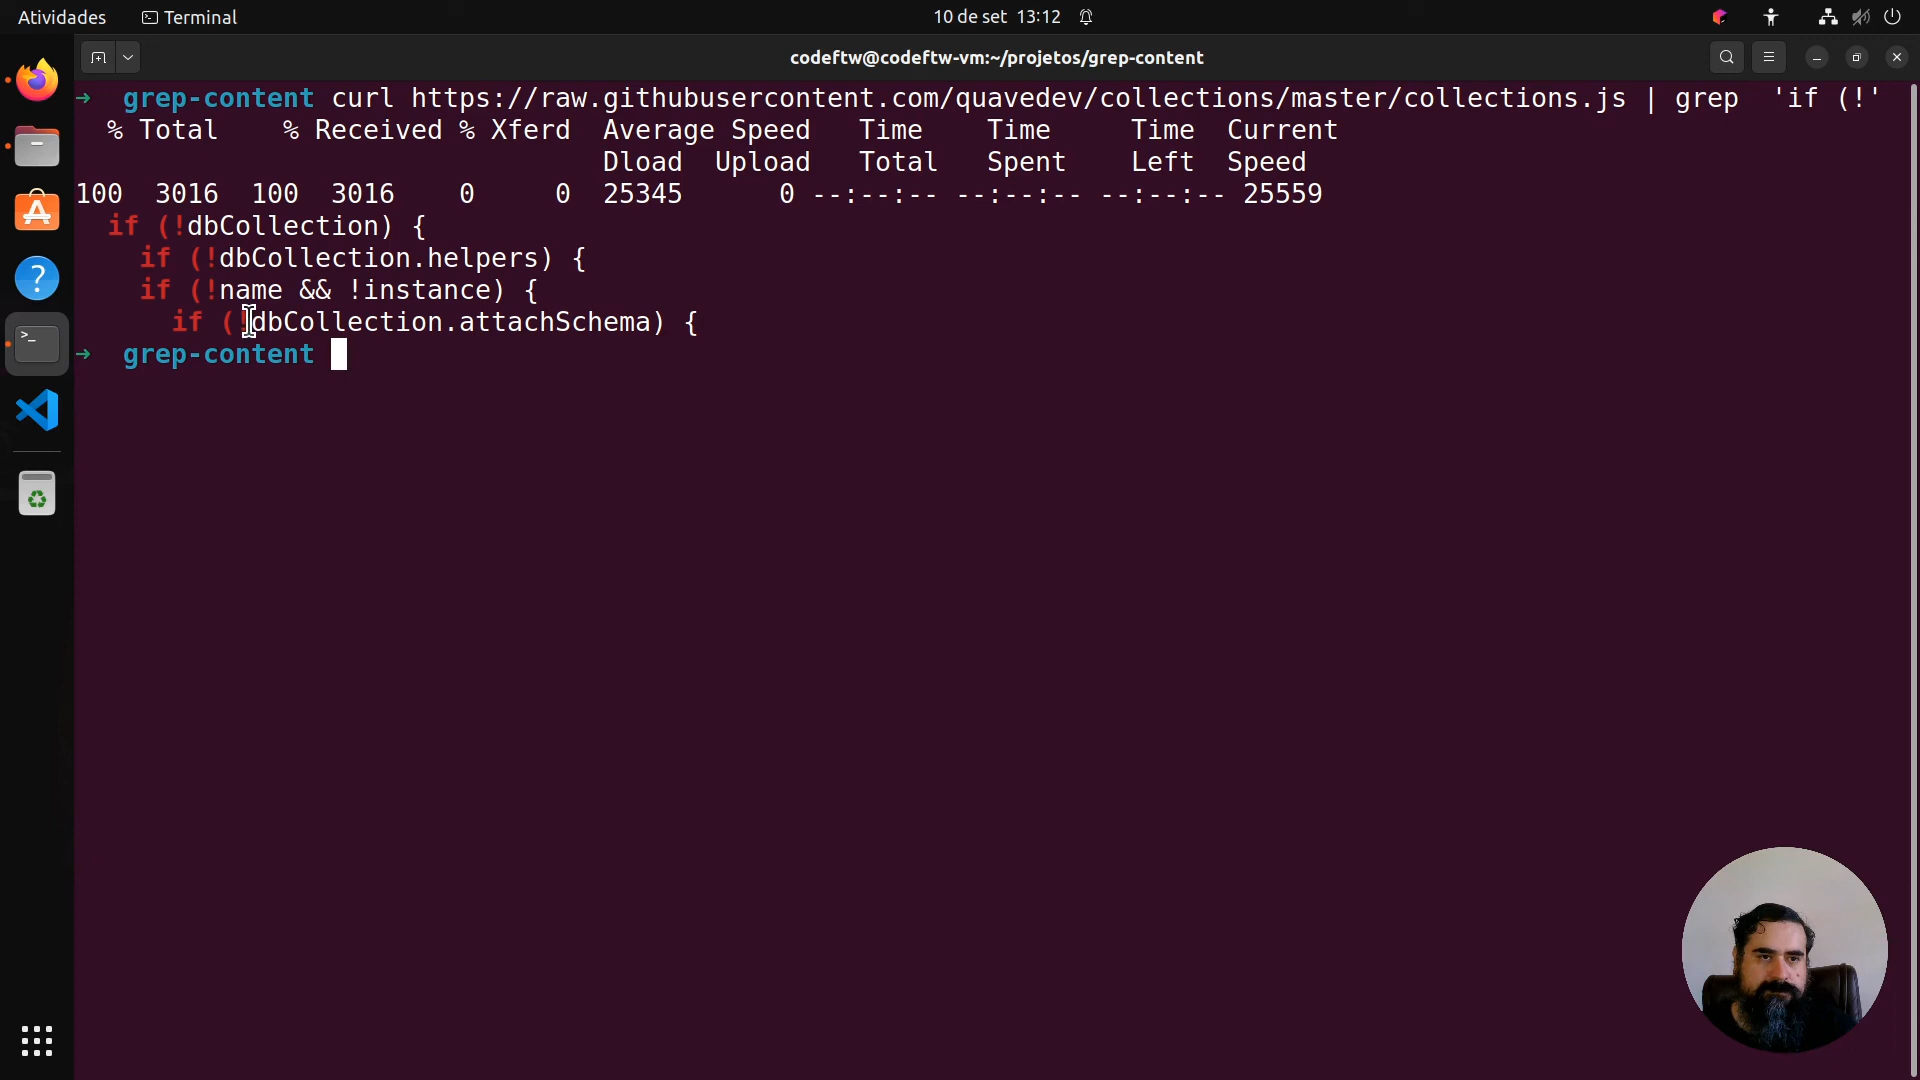 Atividades Terminal 10 de set 13:12
codeftw@codeftw-vm:~/projetos/grep-content
➜ grep-content curl https://raw.githubusercontent.com/quavedev/collections/master/collections.js | grep 'if (!'
% Total % Received % Xferd Average Speed Time Time Time Current
Dload Upload Total Spent Left Speed
100 3016 100 3016 0 0 25345 0 --:--:-- --:--:-- --:--:-- 25559
if (!dbCollection) {
if (!dbCollection.helpers) {
if (!name && !instance) {
if (!dbCollection.attachSchema) {
➜ grep-content